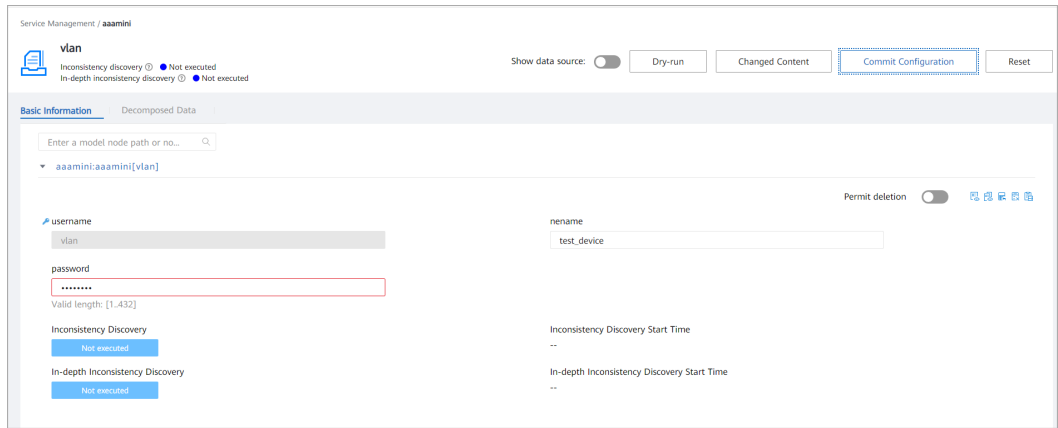 Service Management / aaamini
vlan
Inconsistency discovery ? Not executed
In-depth inconsistency discovery ? Not executed
Show data source:
Dry-run
Changed Content
Commit Configuration
Reset
Basic Information
Decomposed Data
Enter a model node path or no...
aaamini:aaamini[vlan]
Permit deletion
username
nename
vlan
test_device
password
••••••••
Valid length: [1..432]
Inconsistency Discovery
Inconsistency Discovery Start Time
Not executed
--
In-depth Inconsistency Discovery
In-depth Inconsistency Discovery Start Time
Not executed
--